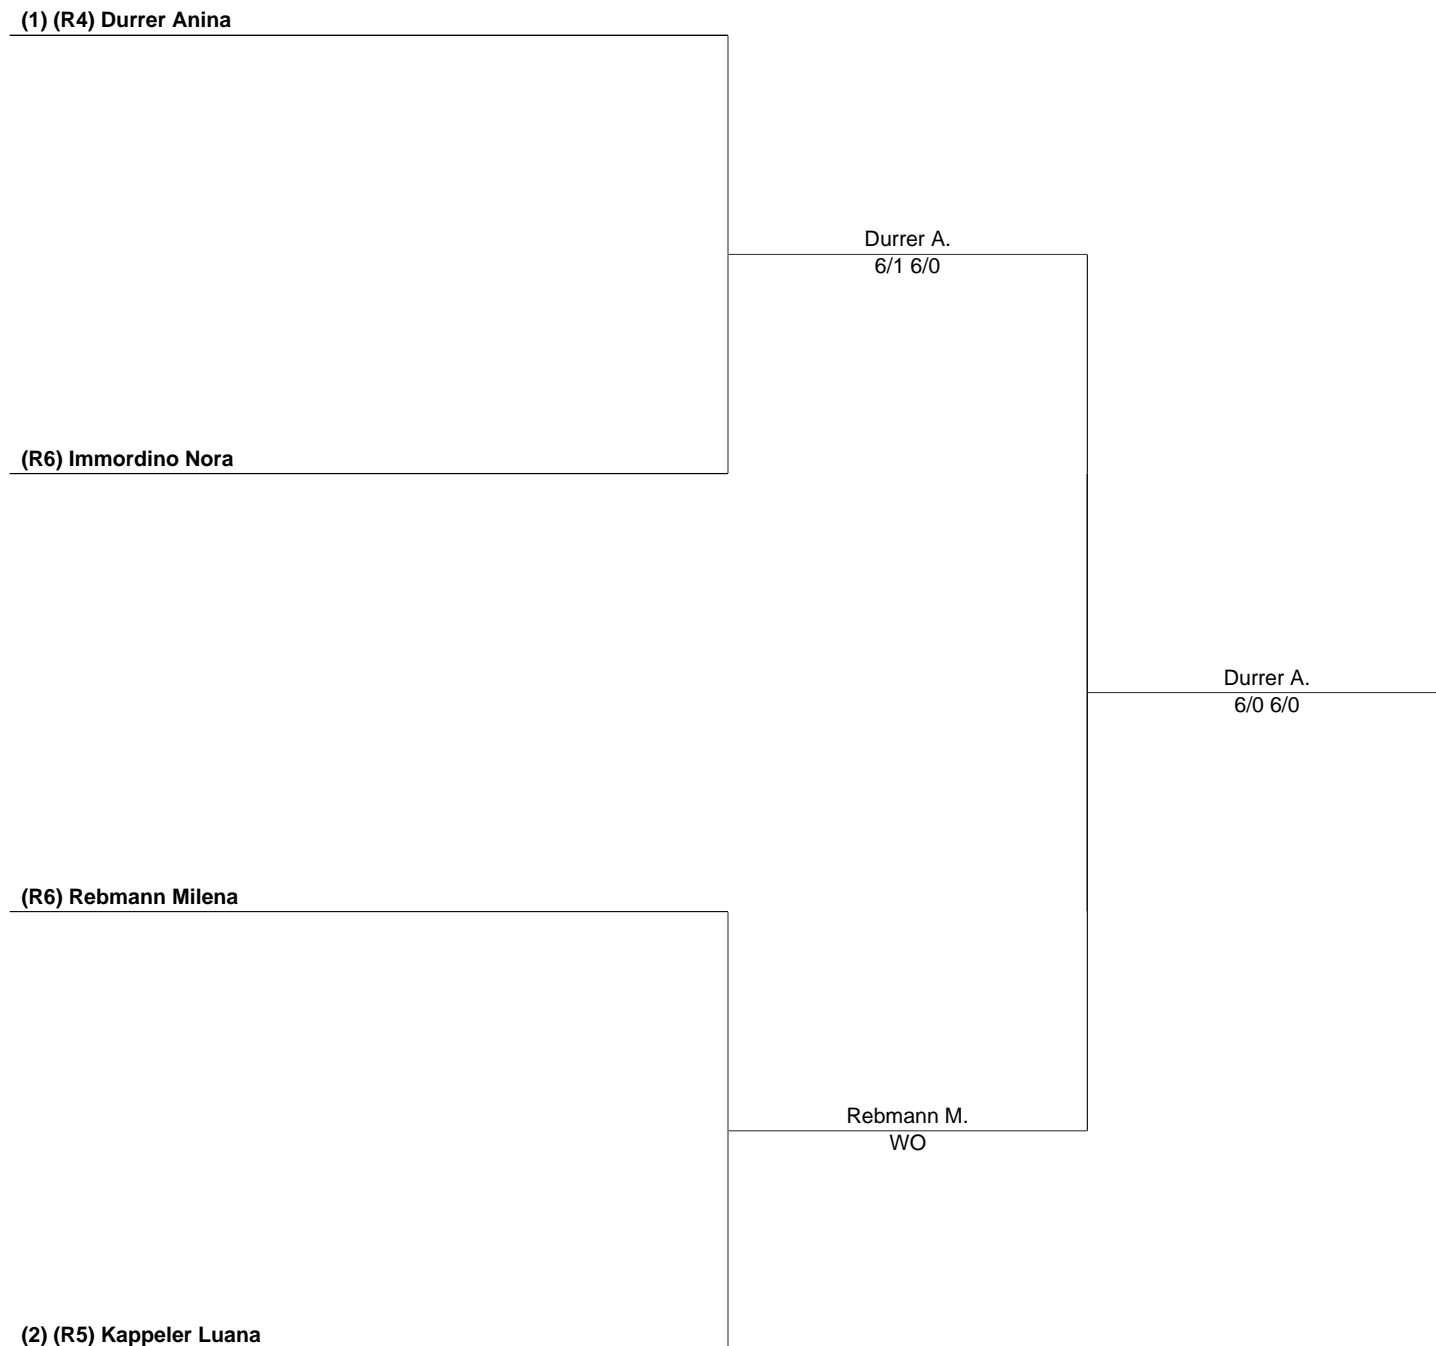 (1) (R4) Durrer Anina
Durrer A.
6/1 6/0
(R6) Immordino Nora
Durrer A.
6/0 6/0
(R6) Rebmann Milena
Rebmann M.
WO
(2) (R5) Kappeler Luana